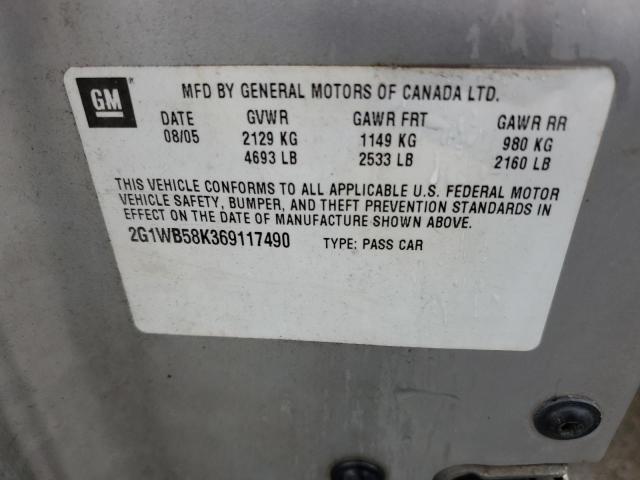 GM
MFD BY GENERAL MOTORS OF CANADA LTD.
DATE GVWR GAWR FRT GAWR RR
08/05 2129 KG 1149 KG 980 KG
4693 LB 2533 LB 2160 LB
THIS VEHICLE CONFORMS TO ALL APPLICABLE U.S. FEDERAL MOTOR
VEHICLE SAFETY, BUMPER, AND THEFT PREVENTION STANDARDS IN
EFFECT ON THE DATE OF MANUFACTURE SHOWN ABOVE.
2G1WB58K369117490 TYPE: PASS CAR